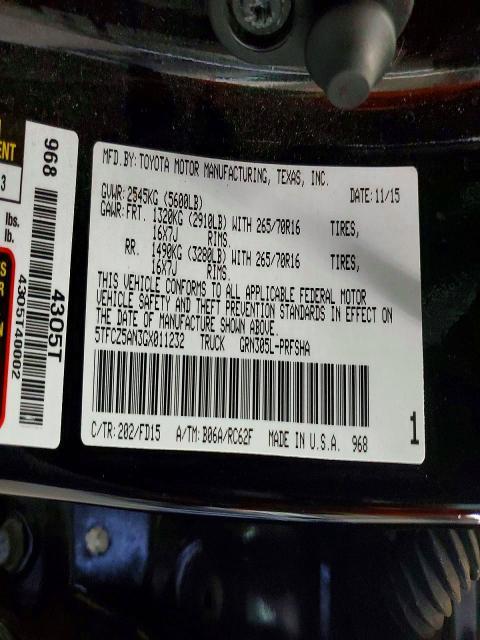 MFD. BY: TOYOTA MOTOR MANUFACTURING, TEXAS, INC.
DATE: 11/15
GVWR: 2545KG (5600LB)
GAWR: FRT. 1320KG (2910LB) WITH 265/70R16 TIRES,
16X7J RIMS.
RR. 1490KG (3280LB) WITH 265/70R16 TIRES,
16X7J RIMS.
THIS VEHICLE CONFORMS TO ALL APPLICABLE FEDERAL MOTOR
VEHICLE SAFETY AND THEFT PREVENTION STANDARDS IN EFFECT ON
THE DATE OF MANUFACTURE SHOWN ABOVE.
5TFCZ5AN3GX011232 TRUCK GRN305L-PRFSHA
C/TR: 202/FD15 A/TM: B06A/RC62F MADE IN U.S.A. 968
1
968
4305T
4305T40002
ENT
3
lbs.
lb.